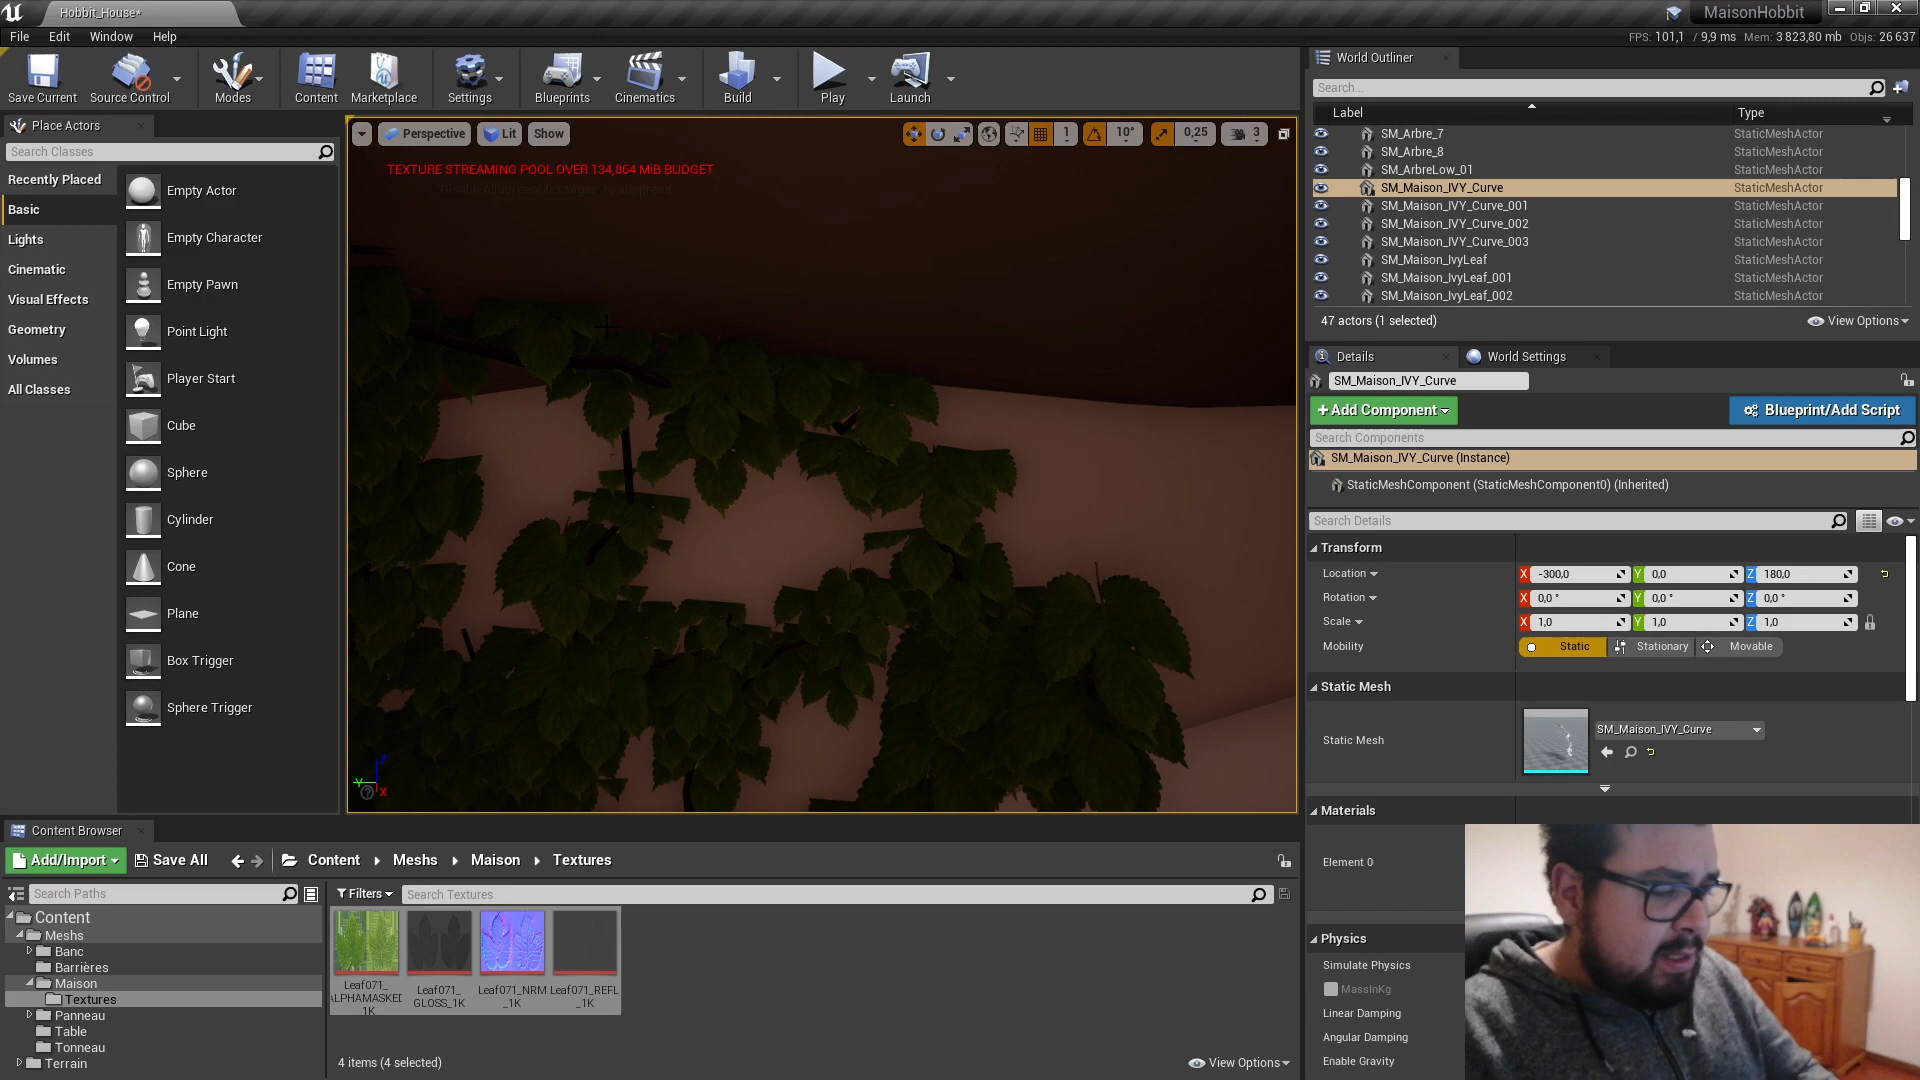 Hobbit_House*
MaisonHobbit
File Edit Window Help
FPS: 101,1 / 9,9 ms Mem: 3 823,80 mb Objs: 26 637
Save Current Source Control Modes Content Marketplace Settings Blueprints Cinematics Build Play Launch
Place Actors
Search Classes
Recently Placed
Basic
Lights
Cinematic
Visual Effects
Geometry
Volumes
All Classes
Empty Actor
Empty Character
Empty Pawn
Point Light
Player Start
Cube
Sphere
Cylinder
Cone
Plane
Box Trigger
Sphere Trigger
Perspective Lit Show 1 10° 0,25 3
TEXTURE STREAMING POOL OVER 134,864 MiB BUDGET
Z
Y
X
World Outliner
Search...
Label Type
SM_Arbre_7 StaticMeshActor
SM_Arbre_8 StaticMeshActor
SM_ArbreLow_01 StaticMeshActor
SM_Maison_IVY_Curve StaticMeshActor
SM_Maison_IVY_Curve_001 StaticMeshActor
SM_Maison_IVY_Curve_002 StaticMeshActor
SM_Maison_IVY_Curve_003 StaticMeshActor
SM_Maison_IvyLeaf StaticMeshActor
SM_Maison_IvyLeaf_001 StaticMeshActor
SM_Maison_IvyLeaf_002 StaticMeshActor
47 actors (1 selected) View Options
Details World Settings
SM_Maison_IVY_Curve
+Add Component Blueprint/Add Script
Search Components
SM_Maison_IVY_Curve (Instance)
StaticMeshComponent (StaticMeshComponent0) (Inherited)
Search Details
Transform
Location X -300,0 Y 0,0 Z 180,0
Rotation X 0,0 ° Y 0,0 ° Z 0,0 °
Scale X 1,0 Y 1,0 Z 1,0
Mobility Static Stationary Movable
Static Mesh
Static Mesh SM_Maison_IVY_Curve
Materials
Element 0
Physics
Simulate Physics
MassInKg
Linear Damping
Angular Damping
Enable Gravity
Content Browser
Add/Import Save All Content Meshs Maison Textures
Search Paths
Filters Search Textures
Content
Meshs
Banc
Barrières
Maison
Textures
Panneau
Table
Tonneau
Terrain
Leaf071_
ALPHAMASKED
1K
Leaf071_
GLOSS_1K
Leaf071_NRM
_1K
Leaf071_REFL
_1K
4 items (4 selected) View Options